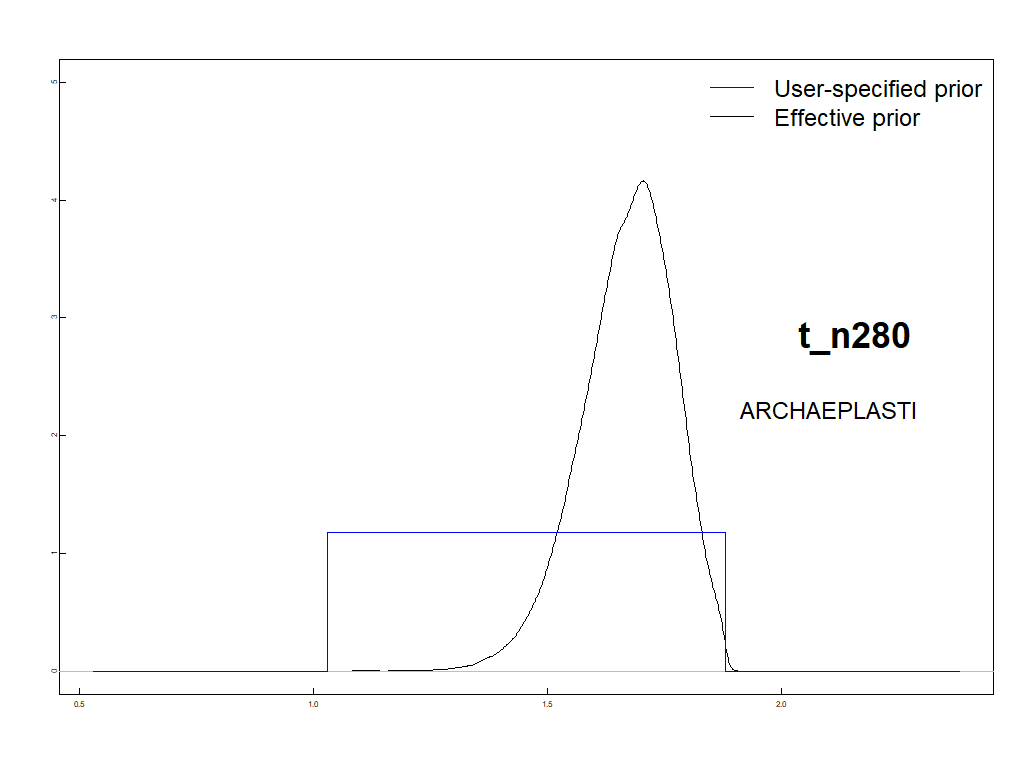 User-specified prior
Effective prior
5
4
3
t_n280
ARCHAEPLASTI
2
1
0
0.5 1.0 1.5 2.0